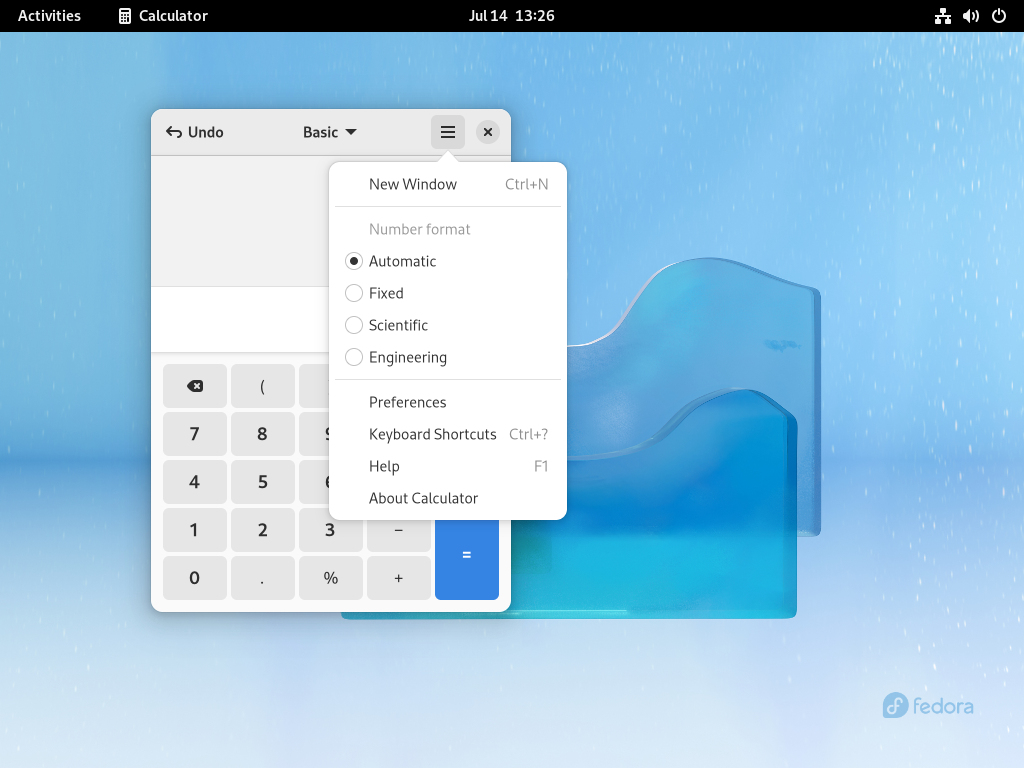 Activities Calculator Jul 14 13:26
Undo Basic
New Window Ctrl+N
Number format
Automatic
Fixed
Scientific
Engineering
Preferences
Keyboard Shortcuts Ctrl+?
Help F1
About Calculator
(
7 8
4 5
1 2 3 −
=
0 . % +
fedora